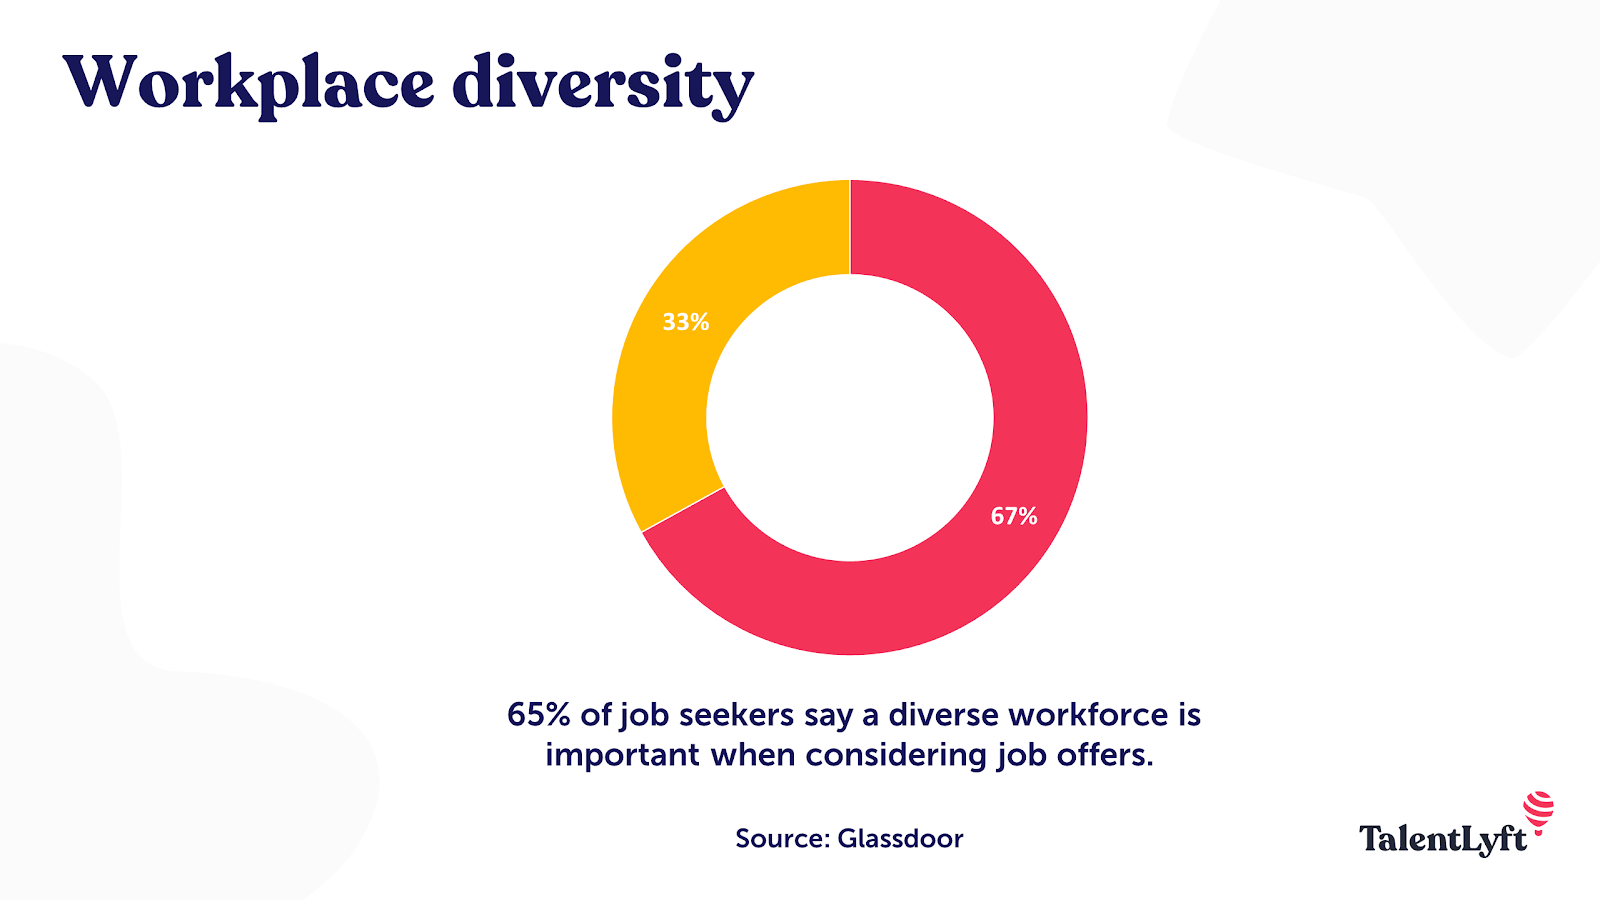 Workplace diversity
33%
67%
65% of job seekers say a diverse workforce is
important when considering job offers.
Source: Glassdoor
TalentLyft